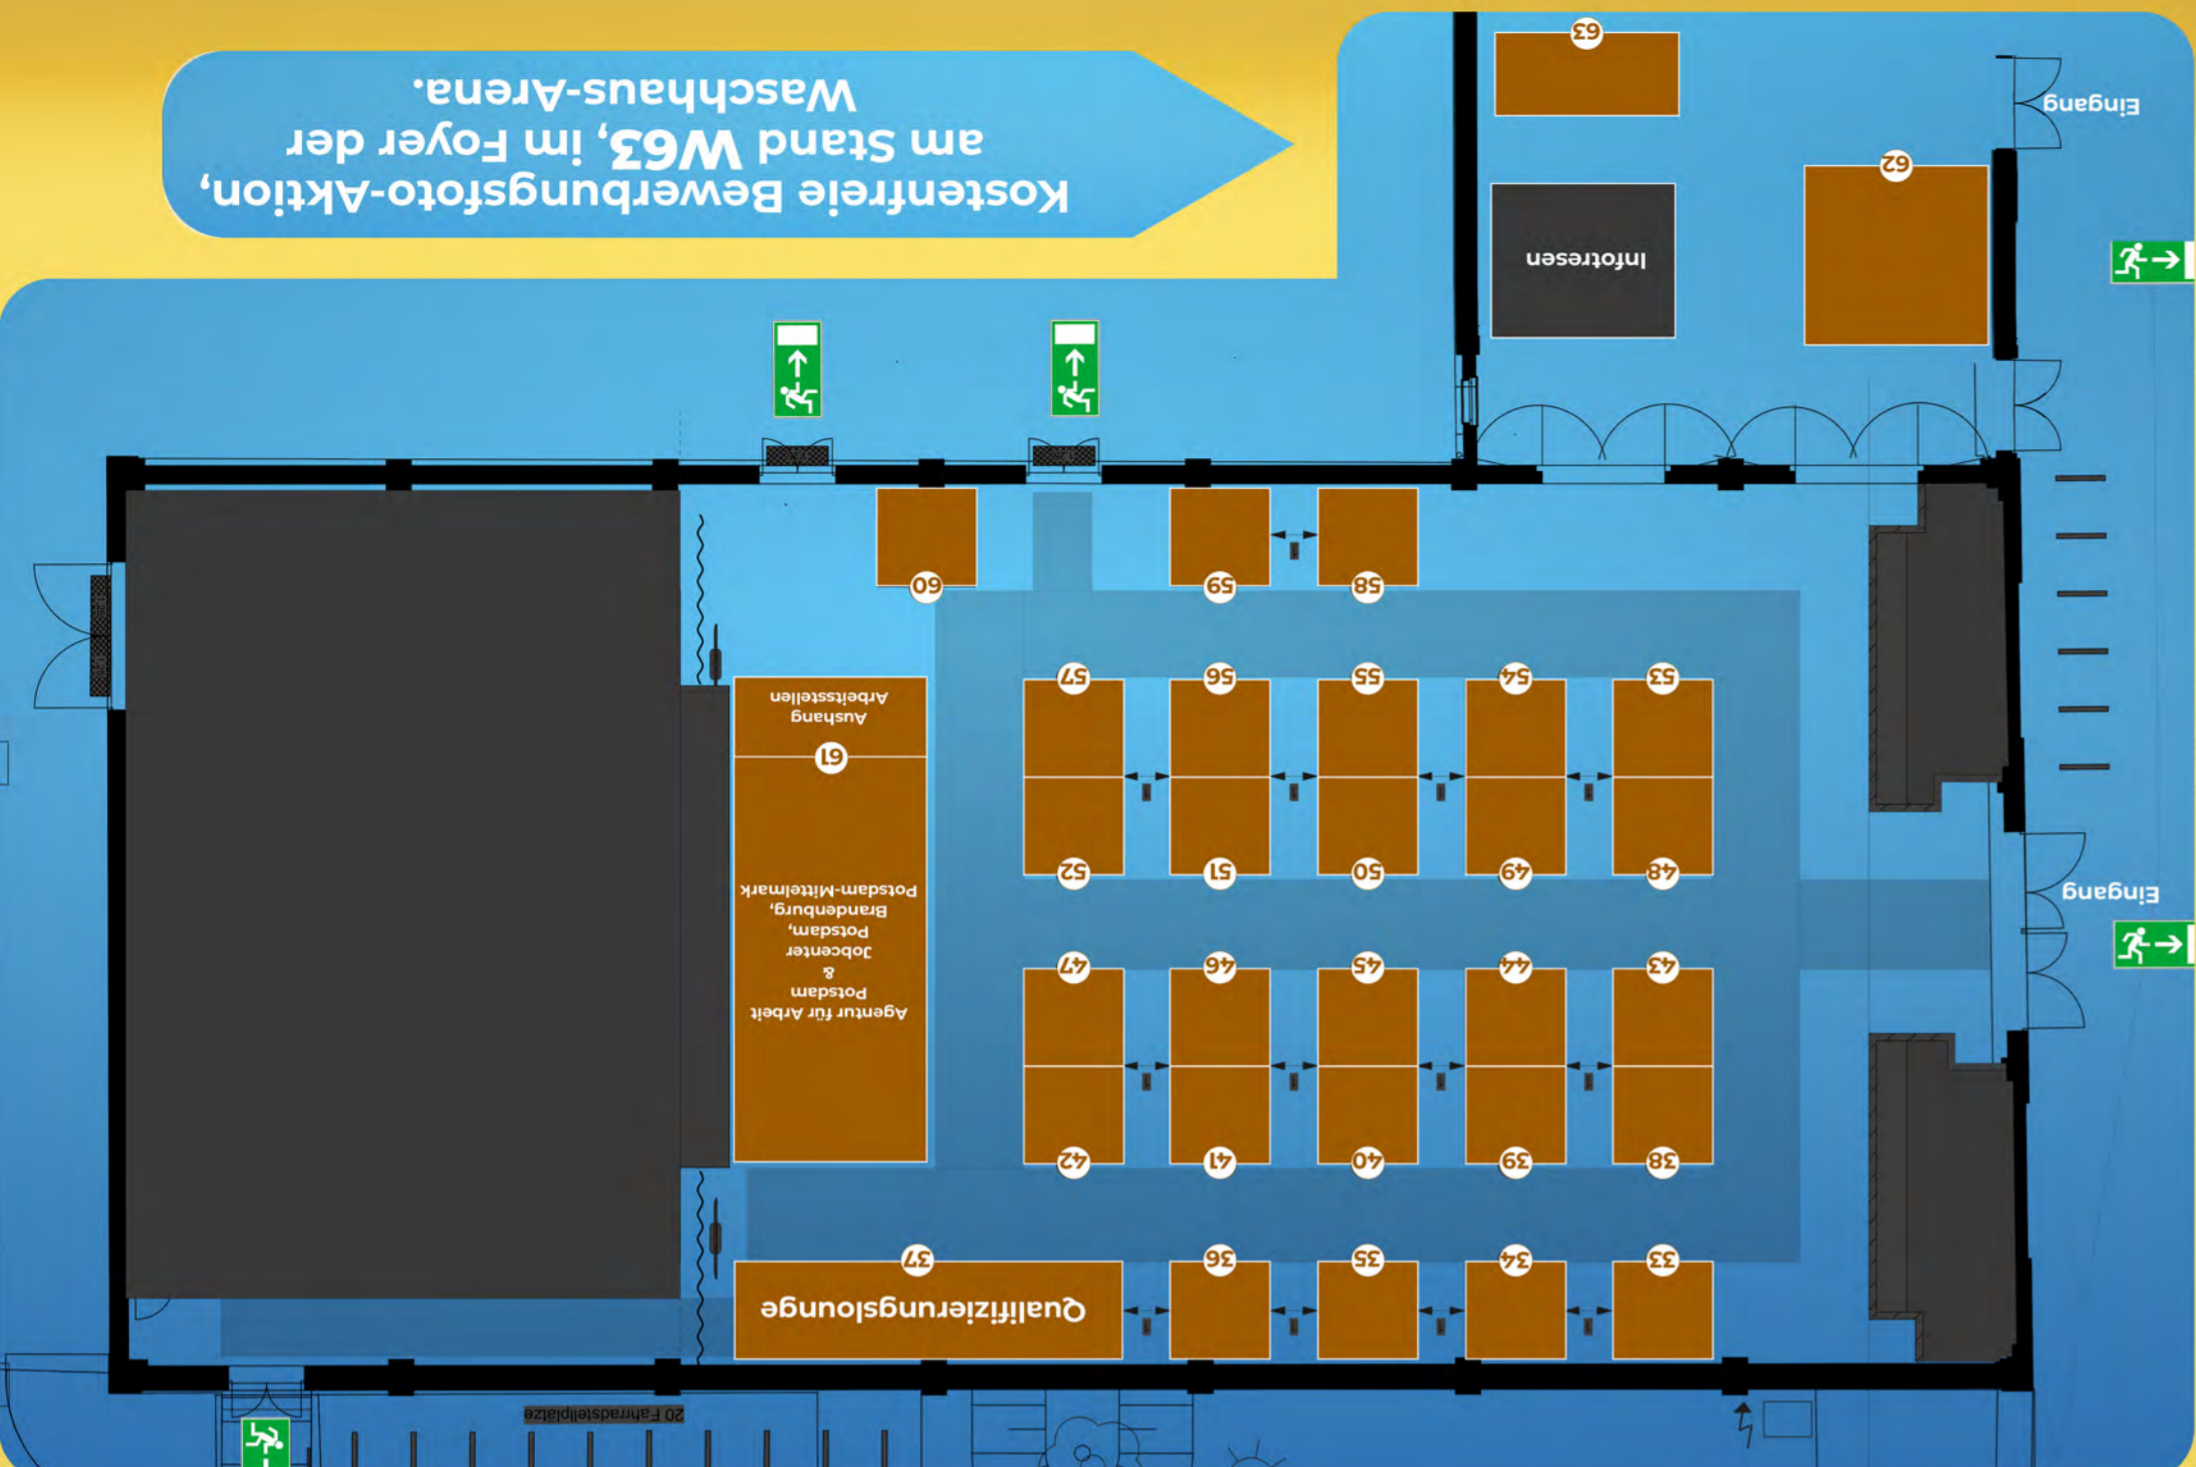 20 Fahrradstellplätze
Qualifizierungslounge
33 34 35 36 37
38 39 40 41 42
43 44 45 46 47
Agentur für Arbeit
Potsdam
&
Jobcenter
Potsdam,
Brandenburg,
Potsdam-Mittelmark
Eingang
48 49 50 51 52
61
Aushang
Arbeitsstellen
53 54 55 56 57
58 59 60
Infotresen
62
Eingang
63
Kostenfreie Bewerbungsfoto-Aktion,
am Stand W63, im Foyer der
Waschhaus-Arena.